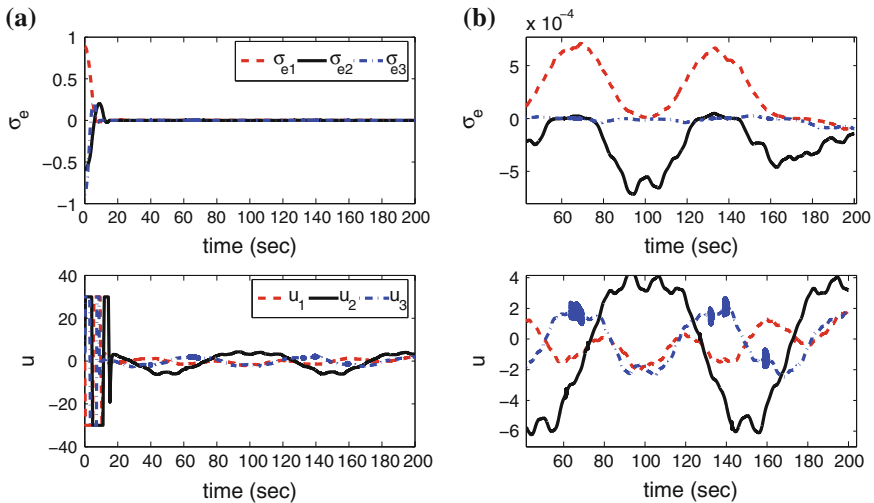 (a)
1
0.5
0
−0.5
−1
σe
σe1 σe2 σe3
0 20 40 60 80 100 120 140 160 180 200
time (sec)
40
20
0
−20
−40
u
u1 u2 u3
0 20 40 60 80 100 120 140 160 180 200
time (sec)
(b)
x 10−4
5
0
−5
σe
60 80 100 120 140 160 180 200
time (sec)
4
2
0
−2
−4
−6
u
60 80 100 120 140 160 180 200
time (sec)